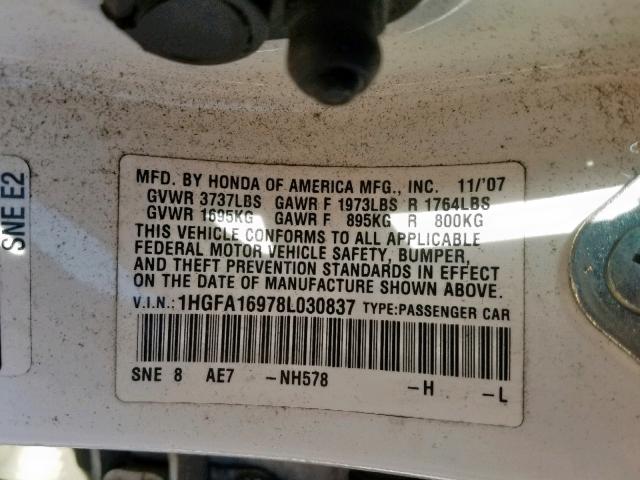 SNE E2
MFD. BY HONDA OF AMERICA MFG., INC. 11/'07
GVWR 3737LBS GAWR F 1973LBS R 1764LBS
GVWR 1695KG GAWR F 895KG R 800KG
THIS VEHICLE CONFORMS TO ALL APPLICABLE
FEDERAL MOTOR VEHICLE SAFETY, BUMPER,
AND THEFT PREVENTION STANDARDS IN EFFECT
ON THE DATE OF MANUFACTURE SHOWN ABOVE.
V.I.N.: 1HGFA16978L030837 TYPE:PASSENGER CAR
SNE 8 AE7 -NH578 -H -L